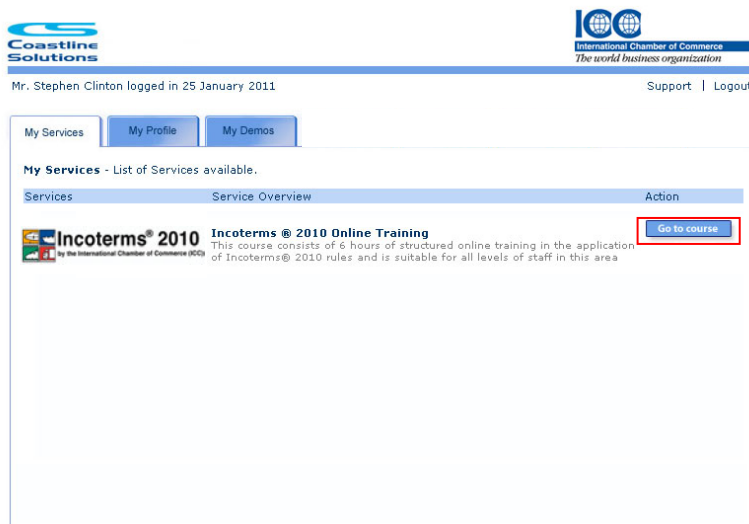 Coastline
Solutions
ICC
International Chamber of Commerce
The world business organization
Mr. Stephen Clinton logged in 25 January 2011
Support | Logout
My Services
My Profile
My Demos
My Services - List of Services available.
Services Service Overview Action
Incoterms® 2010
by the International Chamber of Commerce (ICC)
Incoterms ® 2010 Online Training
This course consists of 6 hours of structured online training in the application
of Incoterms® 2010 rules and is suitable for all levels of staff in this area
Go to course